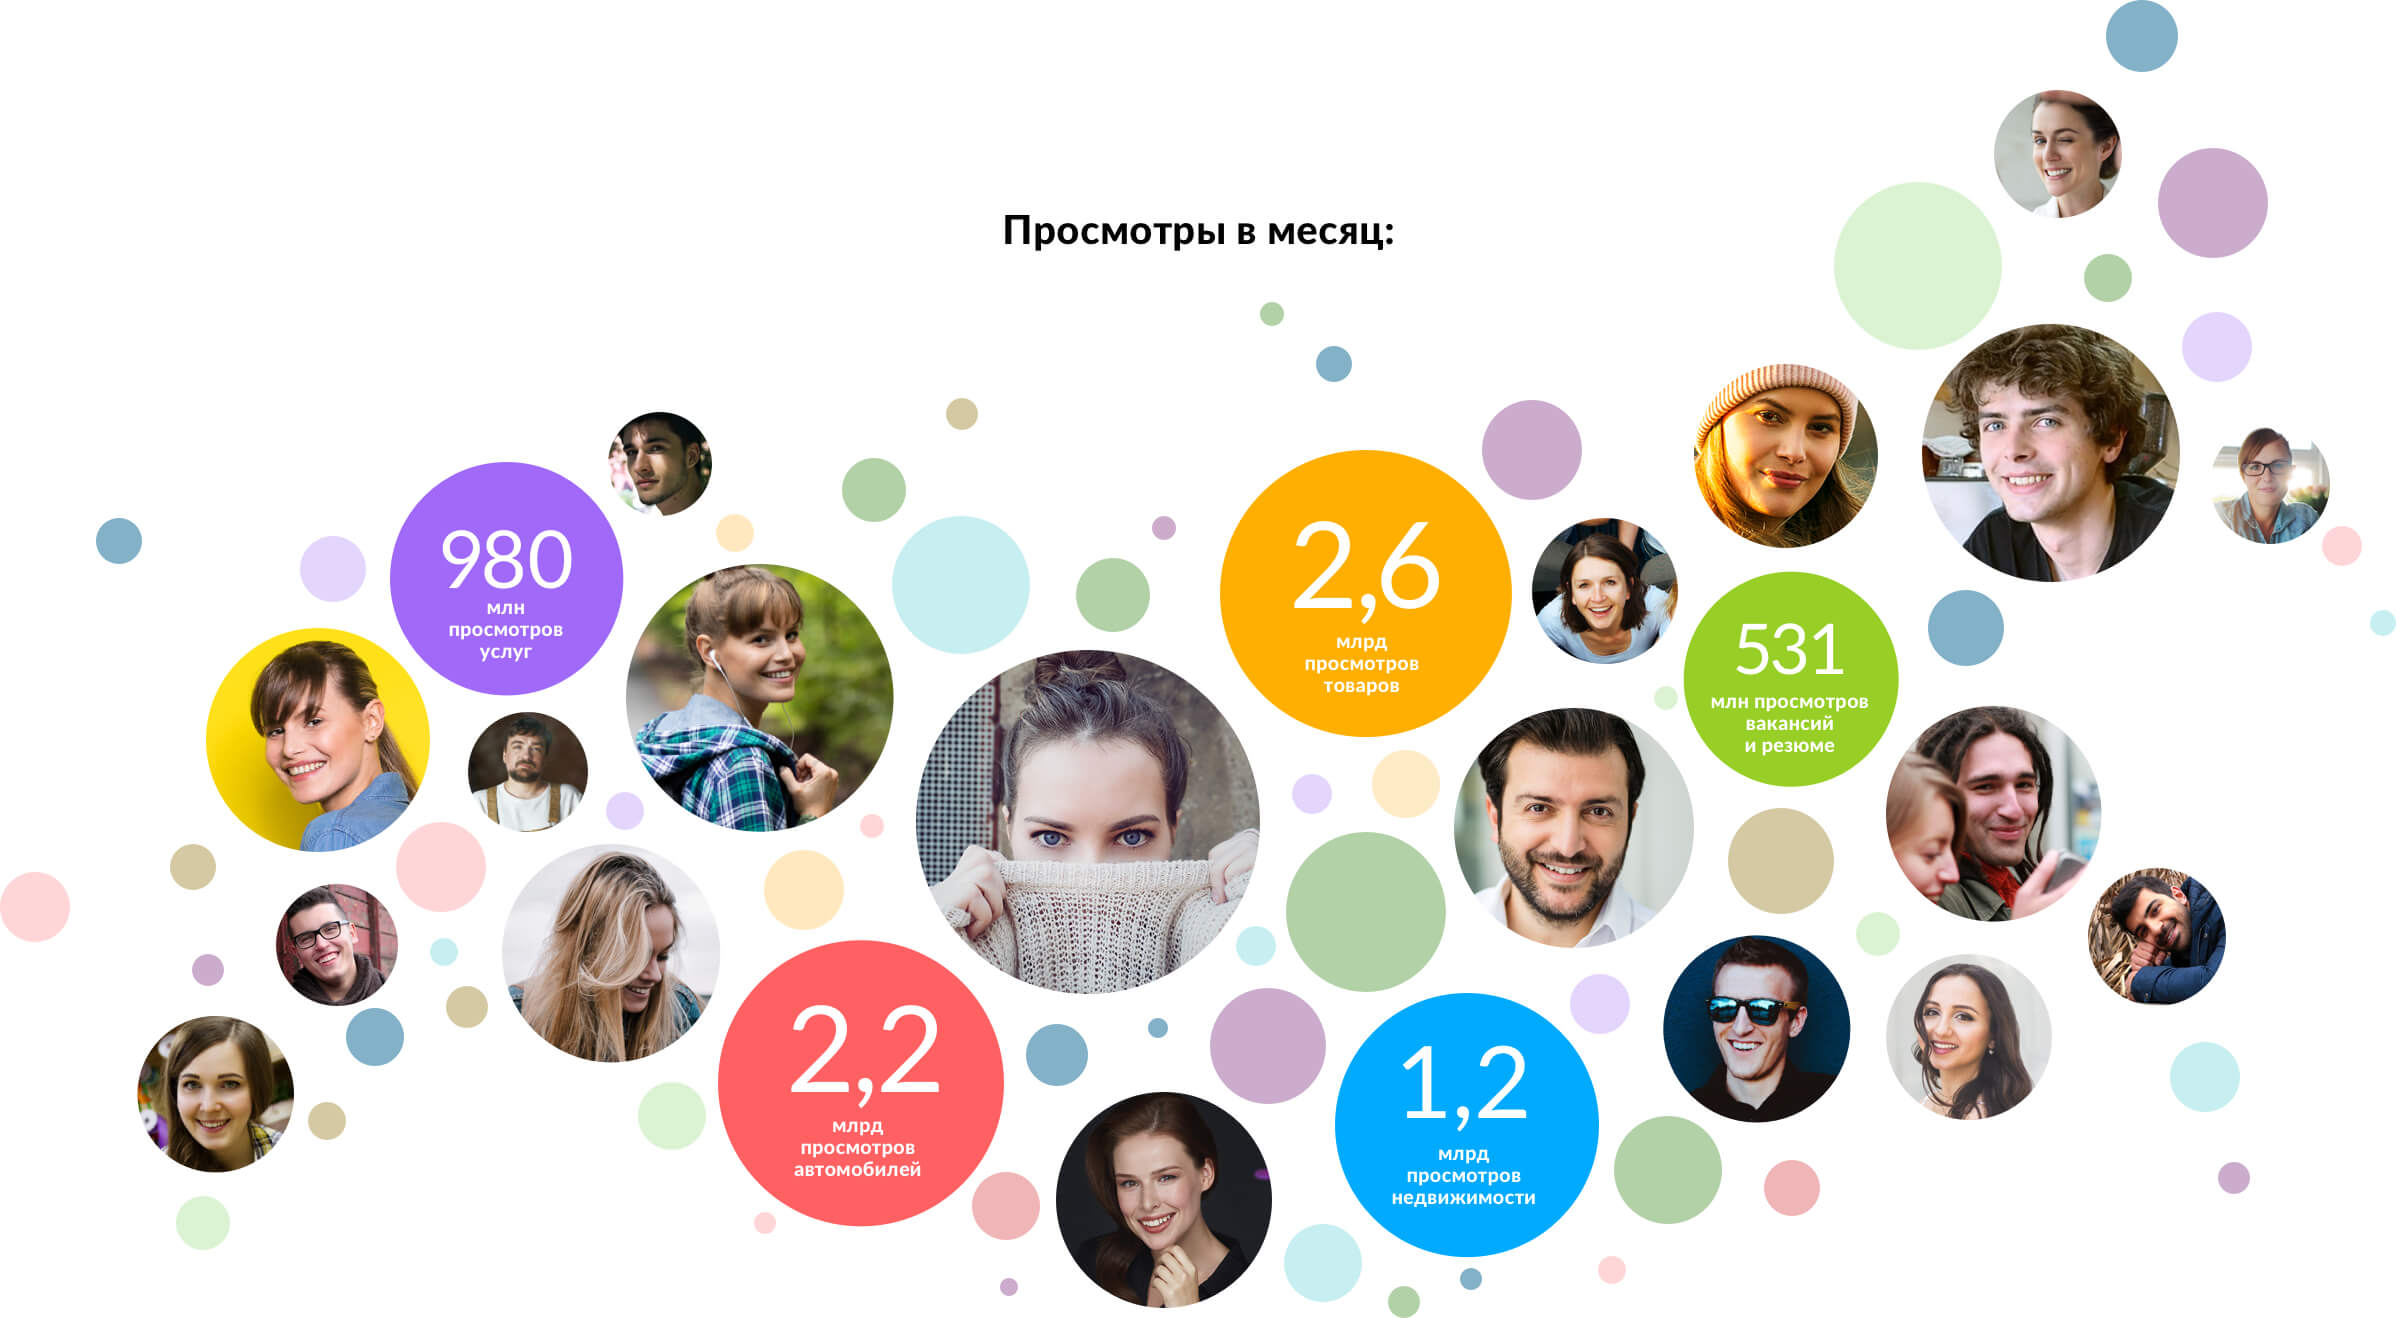 Просмотры в месяц:
980
млн
просмотров
услуг
2,6
млрд
просмотров
товаров
531
млн просмотров
вакансий
и резюме
2,2
млрд
просмотров
автомобилей
1,2
млрд
просмотров
недвижимости